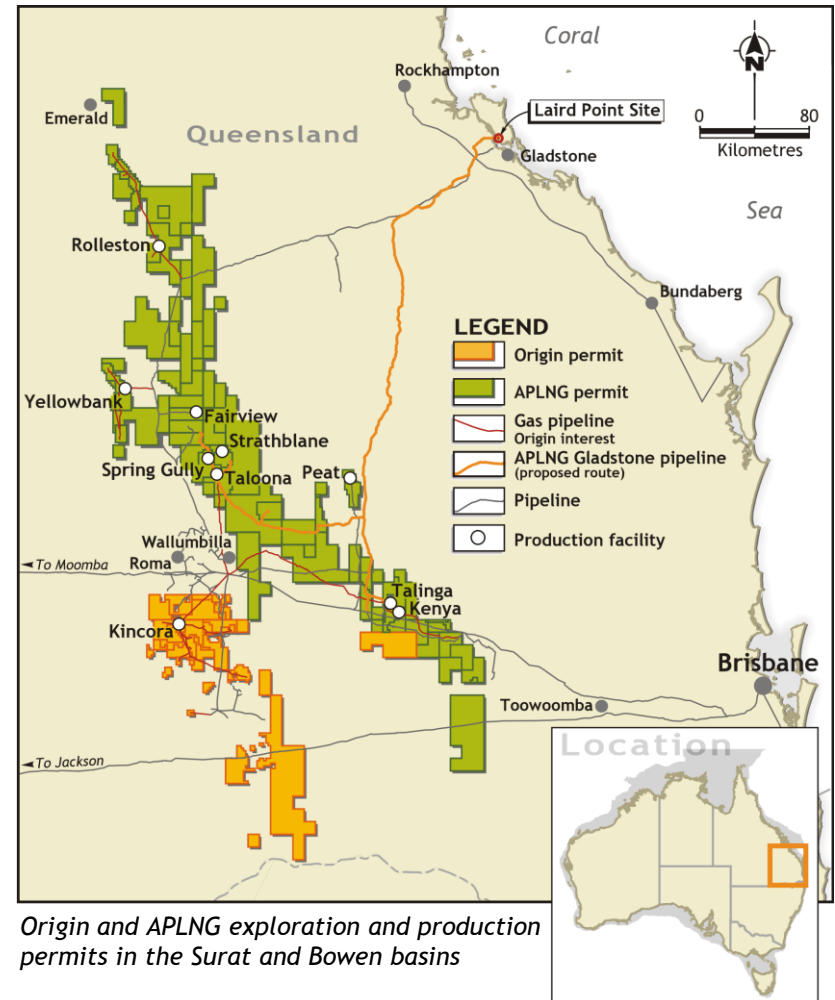 Coral
N
Rockhampton
Laird Point Site
0 80
Kilometres
Emerald
Queensland
Gladstone
Sea
Rolleston
Bundaberg
LEGEND
Origin permit
APLNG permit
Gas pipeline
Origin interest
APLNG Gladstone pipeline
(proposed route)
Pipeline
Production facility
Yellowbank
Fairview
Strathblane
Spring Gully
Taloona
Peat
Wallumbilla
Roma
To Moomba
Talinga
Kenya
Kincora
Brisbane
Toowoomba
To Jackson
Location
Origin and APLNG exploration and production
permits in the Surat and Bowen basins